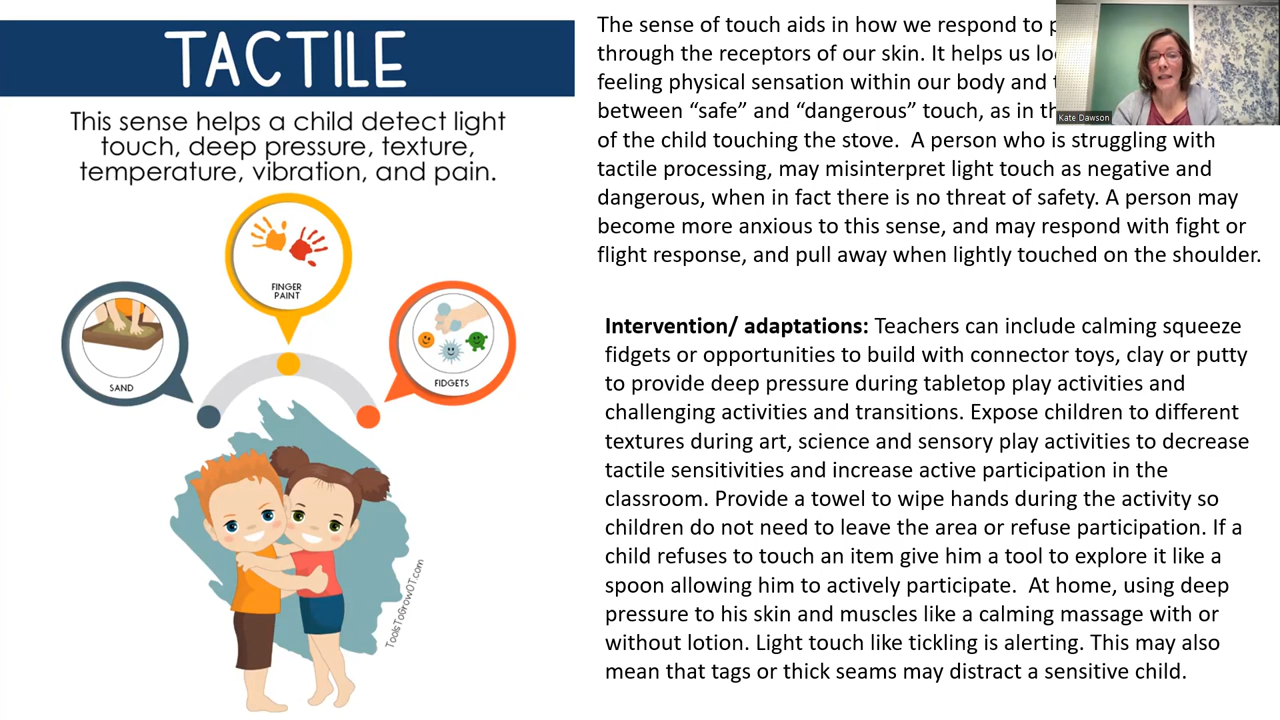 TACTILE
This sense helps a child detect light
touch, deep pressure, texture,
temperature, vibration, and pain.
FINGER
PAINT
SAND
FIDGETS
ToolsToGrowOT.com
The sense of touch aids in how we respond to
through the receptors of our skin. It helps us
feeling physical sensation within our body and
between “safe” and “dangerous” touch, as in
of the child touching the stove.  A person who is struggling with
tactile processing, may misinterpret light touch as negative and
dangerous, when in fact there is no threat of safety. A person may
become more anxious to this sense, and may respond with fight or
flight response, and pull away when lightly touched on the shoulder.
Kate Dawson
Intervention/ adaptations: Teachers can include calming squeeze
fidgets or opportunities to build with connector toys, clay or putty
to provide deep pressure during tabletop play activities and
challenging activities and transitions. Expose children to different
textures during art, science and sensory play activities to decrease
tactile sensitivities and increase active participation in the
classroom. Provide a towel to wipe hands during the activity so
children do not need to leave the area or refuse participation. If a
child refuses to touch an item give him a tool to explore it like a
spoon allowing him to actively participate.  At home, using deep
pressure to his skin and muscles like a calming massage with or
without lotion. Light touch like tickling is alerting. This may also
mean that tags or thick seams may distract a sensitive child.